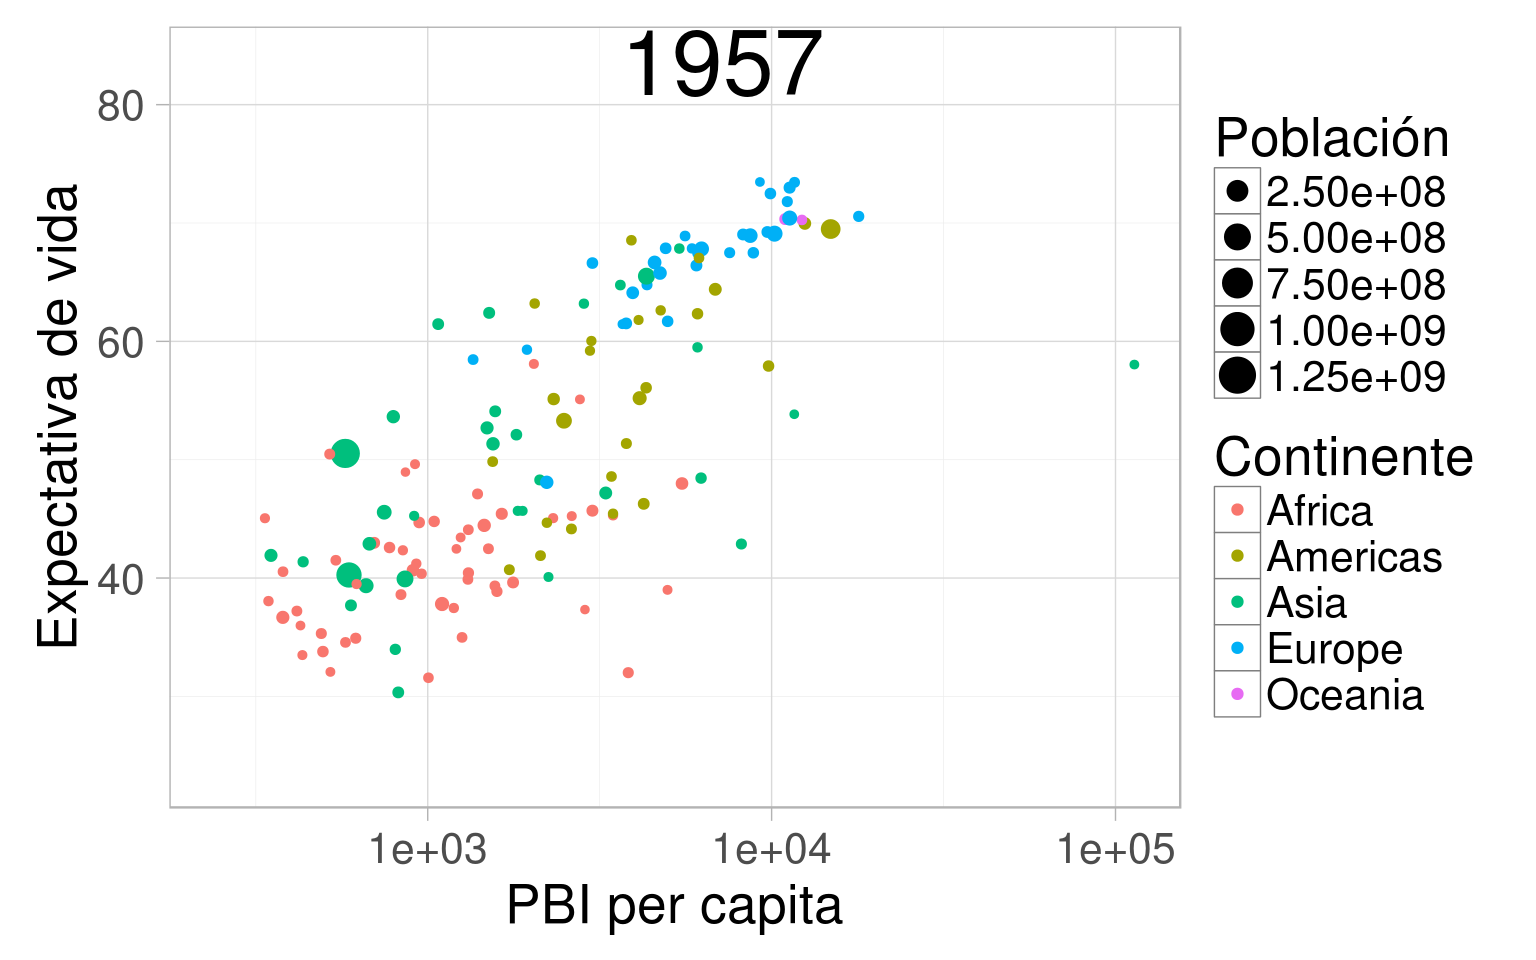 1957
80
60
40
Expectativa de vida
1e+03
1e+04
1e+05
PBI per capita
Población
2.50e+08
5.00e+08
7.50e+08
1.00e+09
1.25e+09
Continente
Africa
Americas
Asia
Europe
Oceania